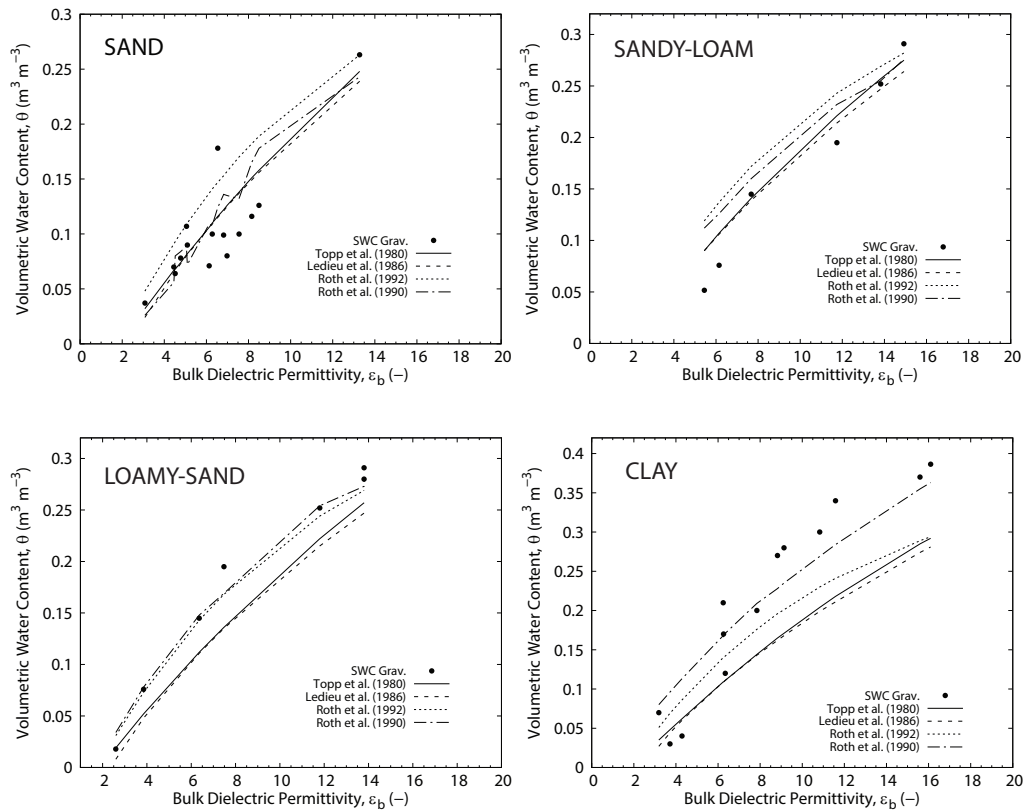 SAND
0.3
0.25
0.2
0.15
0.1
0.05
0
Volumetric Water Content, θ (m³ m⁻³)
SWC Grav.
Topp et al. (1980)
Ledieu et al. (1986)
Roth et al. (1992)
Roth et al. (1990)
0 2 4 6 8 10 12 14 16 18 20
Bulk Dielectric Permittivity, ε_b (–)
SANDY-LOAM
0.3
0.25
0.2
0.15
0.1
0.05
0
Volumetric Water Content, θ (m³ m⁻³)
SWC Grav.
Topp et al. (1980)
Ledieu et al. (1986)
Roth et al. (1992)
Roth et al. (1990)
0 2 4 6 8 10 12 14 16 18 20
Bulk Dielectric Permittivity, ε_b (–)
LOAMY-SAND
0.3
0.25
0.2
0.15
0.1
0.05
0
Volumetric Water Content, θ (m³ m⁻³)
SWC Grav.
Topp et al. (1980)
Ledieu et al. (1986)
Roth et al. (1992)
Roth et al. (1990)
2 4 6 8 10 12 14 16 18 20
Bulk Dielectric Permittivity, ε_b (–)
CLAY
0.4
0.35
0.3
0.25
0.2
0.15
0.1
0.05
0
Volumetric Water Content, θ (m³ m⁻³)
SWC Grav.
Topp et al. (1980)
Ledieu et al. (1986)
Roth et al. (1992)
Roth et al. (1990)
0 2 4 6 8 10 12 14 16 18 20
Bulk Dielectric Permittivity, ε_b (–)